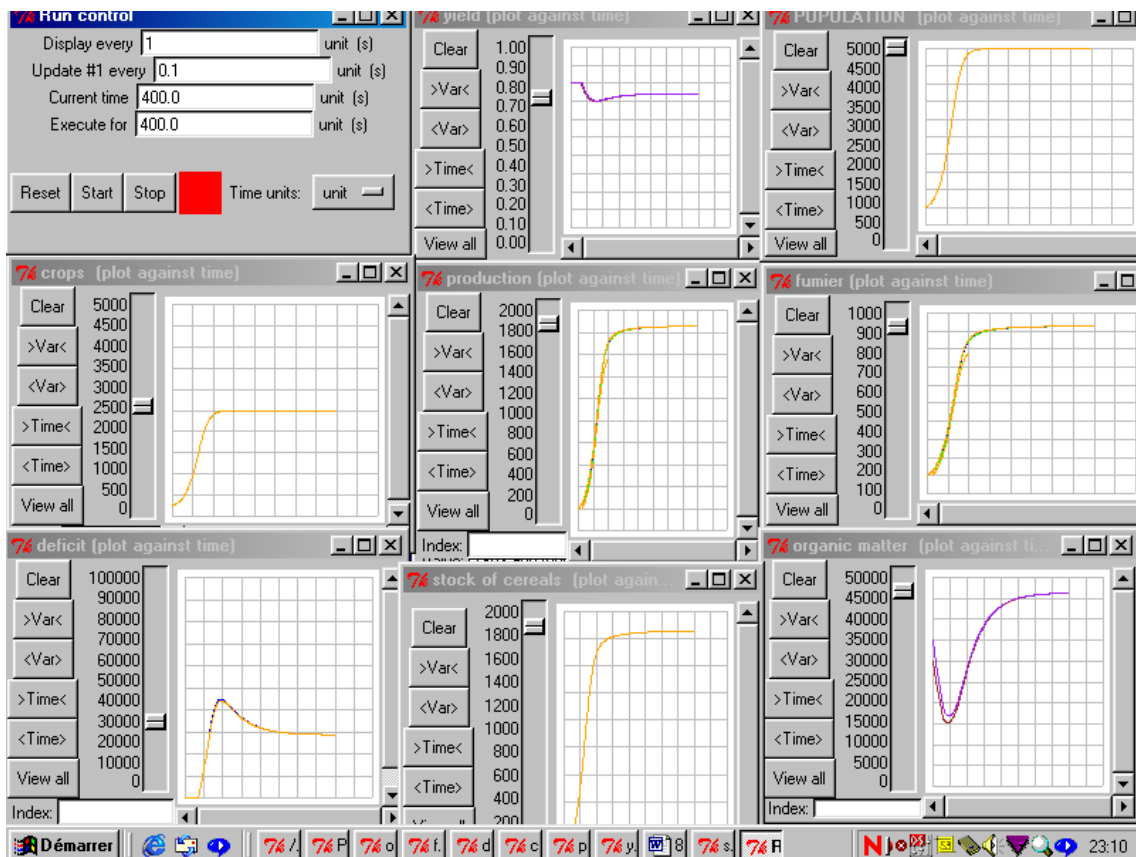 Run control
Display every 1 unit (s)
Update #1 every 0.1 unit (s)
Current time 400.0 unit (s)
Execute for 400.0 unit (s)
Reset Start Stop Time units: unit
yield (plot against time)
Clear
>Var<
<Var>
>Time<
<Time>
View all
1.00
0.90
0.80
0.70
0.60
0.50
0.40
0.30
0.20
0.10
0.00
POPULATION (plot against time)
Clear
>Var<
<Var>
>Time<
<Time>
View all
5000
4500
4000
3500
3000
2500
2000
1500
1000
500
0
crops (plot against time)
Clear
>Var<
<Var>
>Time<
<Time>
View all
5000
4500
4000
3500
3000
2500
2000
1500
1000
500
0
production (plot against time)
Clear
>Var<
<Var>
>Time<
<Time>
View all
2000
1800
1600
1400
1200
1000
800
600
400
200
0
Index:
fumier (plot against time)
Clear
>Var<
<Var>
>Time<
<Time>
View all
1000
900
800
700
600
500
400
300
200
100
0
deficit (plot against time)
Clear
>Var<
<Var>
>Time<
<Time>
View all
100000
90000
80000
70000
60000
50000
40000
30000
20000
10000
0
Index:
stock of cereals (plot again...
Clear
>Var<
<Var>
>Time<
<Time>
2000
1800
1600
1400
1200
1000
800
600
400
200
organic matter (plot against ti...
Clear
>Var<
<Var>
>Time<
<Time>
View all
50000
45000
40000
35000
30000
25000
20000
15000
10000
5000
0
Index:
Démarrer /. P o f. d c p y. 8 s. R 23:10